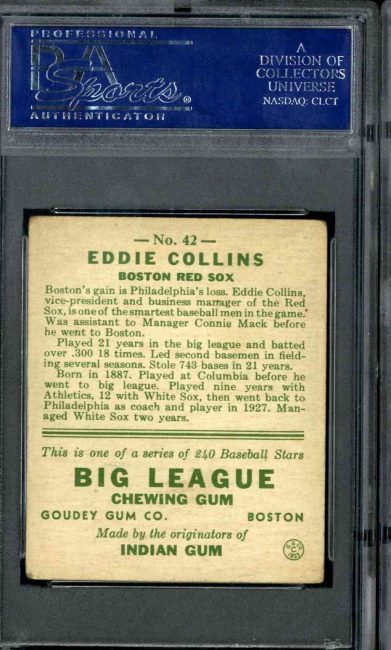 PROFESSIONAL
PSA
Sports
AUTHENTICATOR
A
DIVISION OF
COLLECTORS
UNIVERSE
NASDAQ: CLCT
— No. 42 —
EDDIE COLLINS
BOSTON RED SOX
Boston's gain is Philadelphia's loss. Eddie Collins,
vice-president and business manager of the Red
Sox, is one of the smartest baseball men in the game.
Was assistant to Manager Connie Mack before
he went to Boston.
Played 21 years in the big league and batted
over .300 18 times. Led second basemen in field-
ing several seasons. Stole 743 bases in 21 years.
Born in 1887. Played at Columbia before he
went to big league. Played nine years with
Athletics, 12 with White Sox, then went back to
Philadelphia as coach and player in 1927. Man-
aged White Sox two years.
This is one of a series of 240 Baseball Stars
BIG LEAGUE
CHEWING GUM
GOUDEY GUM CO. BOSTON
Made by the originators of
INDIAN GUM